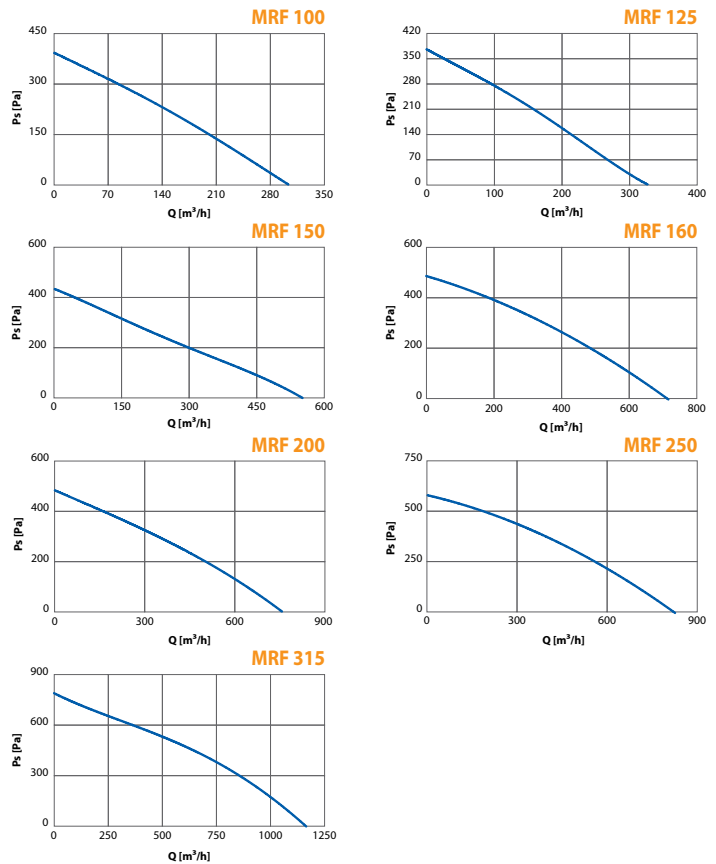 MRF 100
Ps [Pa]
450
300
150
0
0 70 140 210 280 350
Q [m³/h]
MRF 125
Ps [Pa]
420
350
280
210
140
70
0
0 100 200 300 400
Q [m³/h]
MRF 150
Ps [Pa]
600
400
200
0
0 150 300 450 600
Q [m³/h]
MRF 160
Ps [Pa]
600
400
200
0
0 200 400 600 800
Q [m³/h]
MRF 200
Ps [Pa]
600
400
200
0
0 300 600 900
Q [m³/h]
MRF 250
Ps [Pa]
750
500
250
0
0 300 600 900
Q [m³/h]
MRF 315
Ps [Pa]
900
600
300
0
0 250 500 750 1000 1250
Q [m³/h]